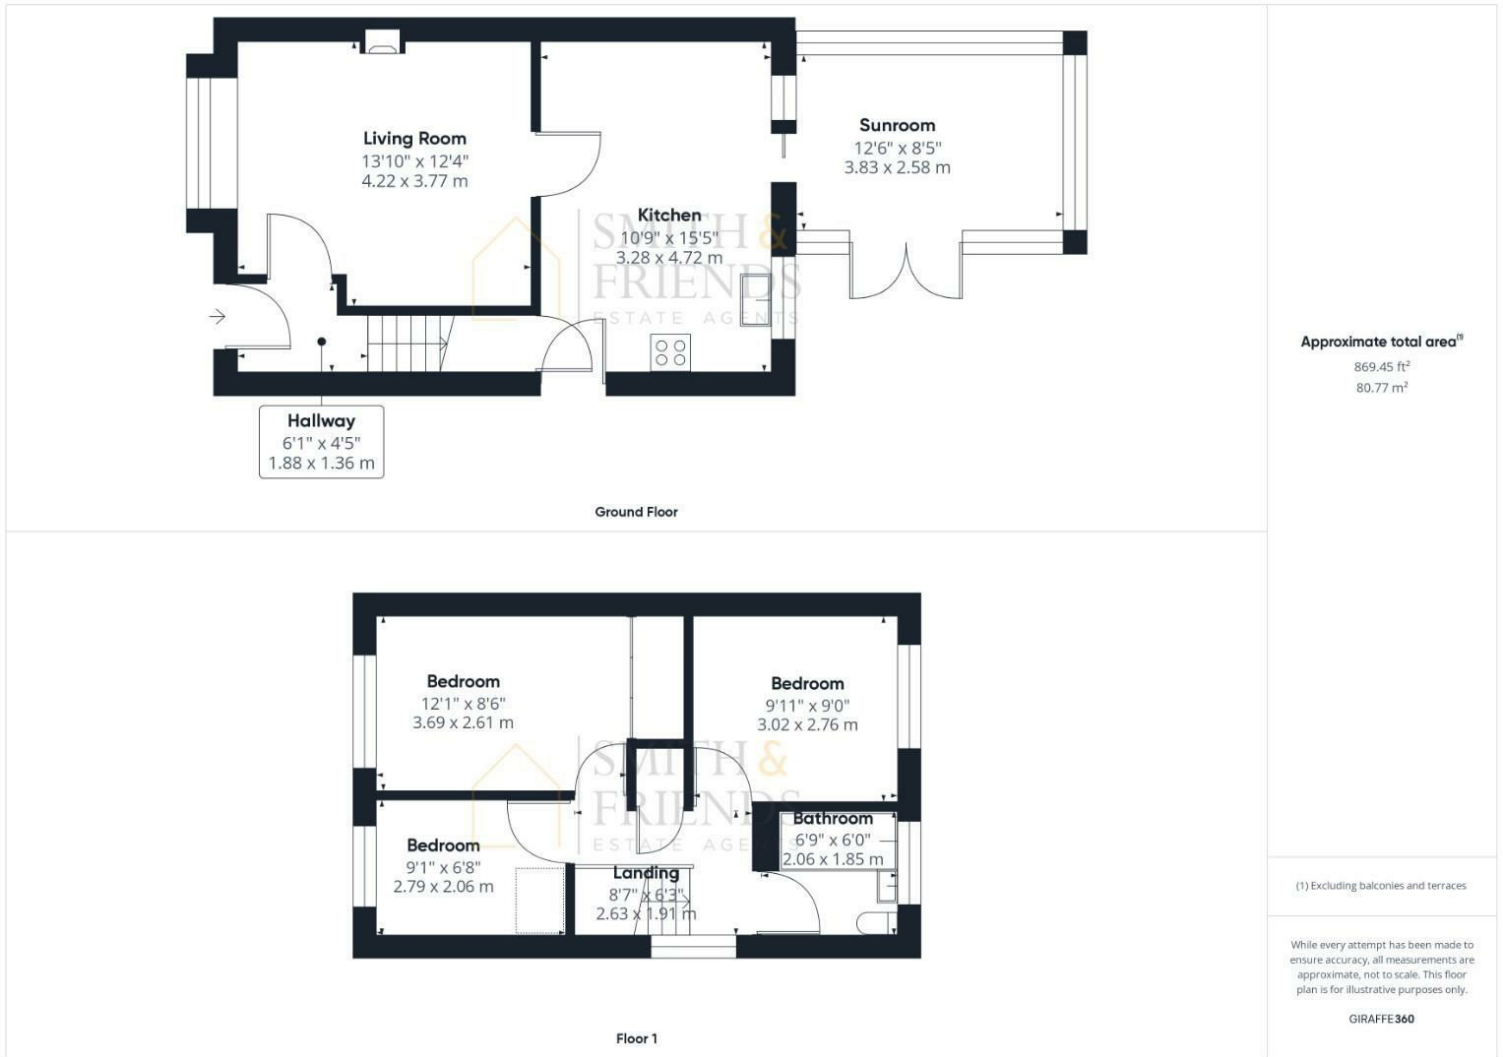 Living Room
13'10" x 12'4"
4.22 x 3.77 m
Kitchen
10'9" x 15'5"
3.28 x 4.72 m
Sunroom
12'6" x 8'5"
3.83 x 2.58 m
Hallway
6'1" x 4'5"
1.88 x 1.36 m
SMITH &
FRIENDS
ESTATE AGENTS
Ground Floor
Bedroom
12'1" x 8'6"
3.69 x 2.61 m
Bedroom
9'11" x 9'0"
3.02 x 2.76 m
Bedroom
9'1" x 6'8"
2.79 x 2.06 m
Bathroom
6'9" x 6'0"
2.06 x 1.85 m
Landing
8'7" x 6'3"
2.63 x 1.91 m
SMITH &
FRIENDS
ESTATE AGENTS
Floor 1
Approximate total area⁽¹⁾
869.45 ft²
80.77 m²
(1) Excluding balconies and terraces
While every attempt has been made to
ensure accuracy, all measurements are
approximate, not to scale. This floor
plan is for illustrative purposes only.
GIRAFFE360